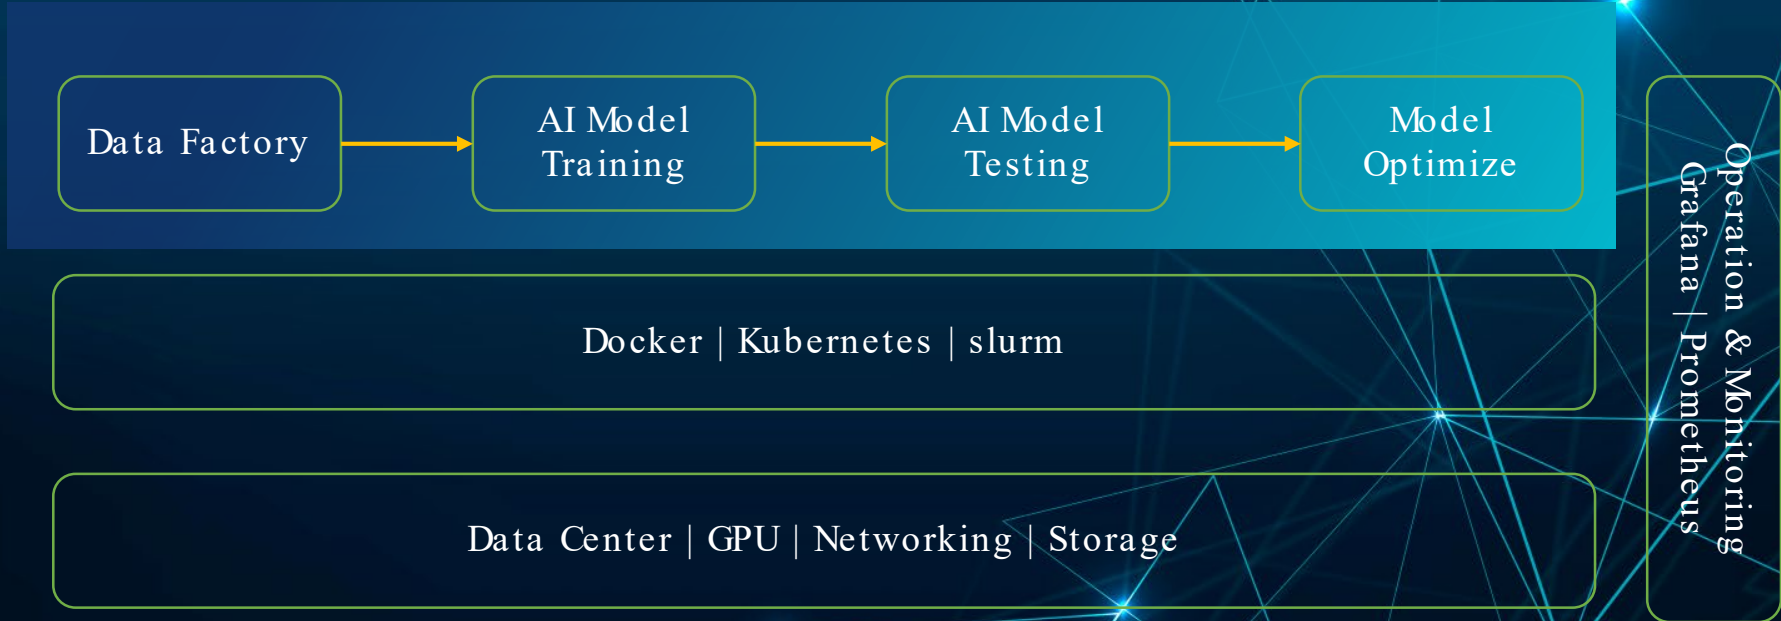 Data Factory
AI Model
Training
AI Model
Testing
Model
Optimize
Docker | Kubernetes | slurm
Data Center | GPU | Networking | Storage
Operation & Monitoring
Grafana | Prometheus